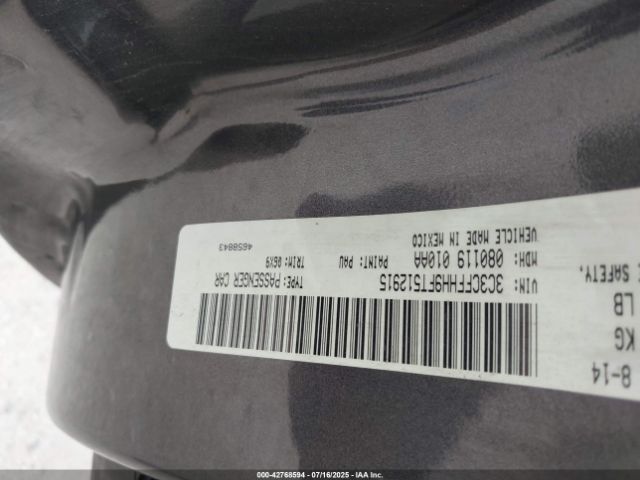 8-14
KG
LB
E SAFETY.
VIN: 3C3CFFHH9FT512915
TYPE: PASSENGER CAR
MDH: 080119 010AA
PAINT: PAU
TRIM: Q6X9
VEHICLE MADE IN MEXICO
4658843
000-42768594 | 07/16/2025 | IAA Inc.